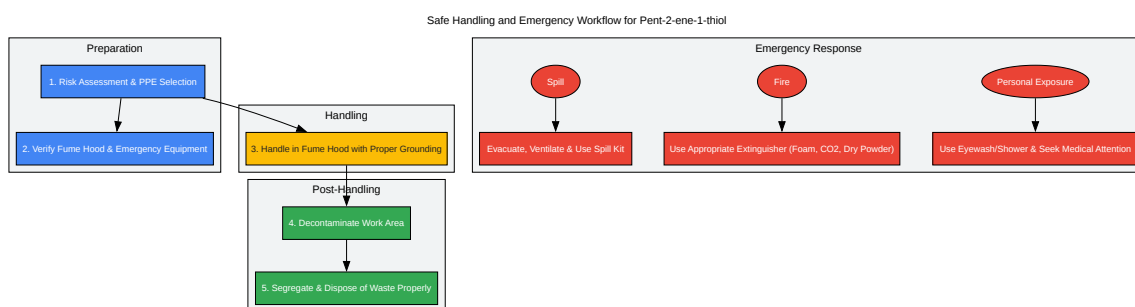 Safe Handling and Emergency Workflow for Pent-2-ene-1-thiol
Preparation
1. Risk Assessment & PPE Selection
2. Verify Fume Hood & Emergency Equipment
Handling
3. Handle in Fume Hood with Proper Grounding
Post-Handling
4. Decontaminate Work Area
5. Segregate & Dispose of Waste Properly
Emergency Response
Spill
Evacuate, Ventilate & Use Spill Kit
Fire
Use Appropriate Extinguisher (Foam, CO2, Dry Powder)
Personal Exposure
Use Eyewash/Shower & Seek Medical Attention